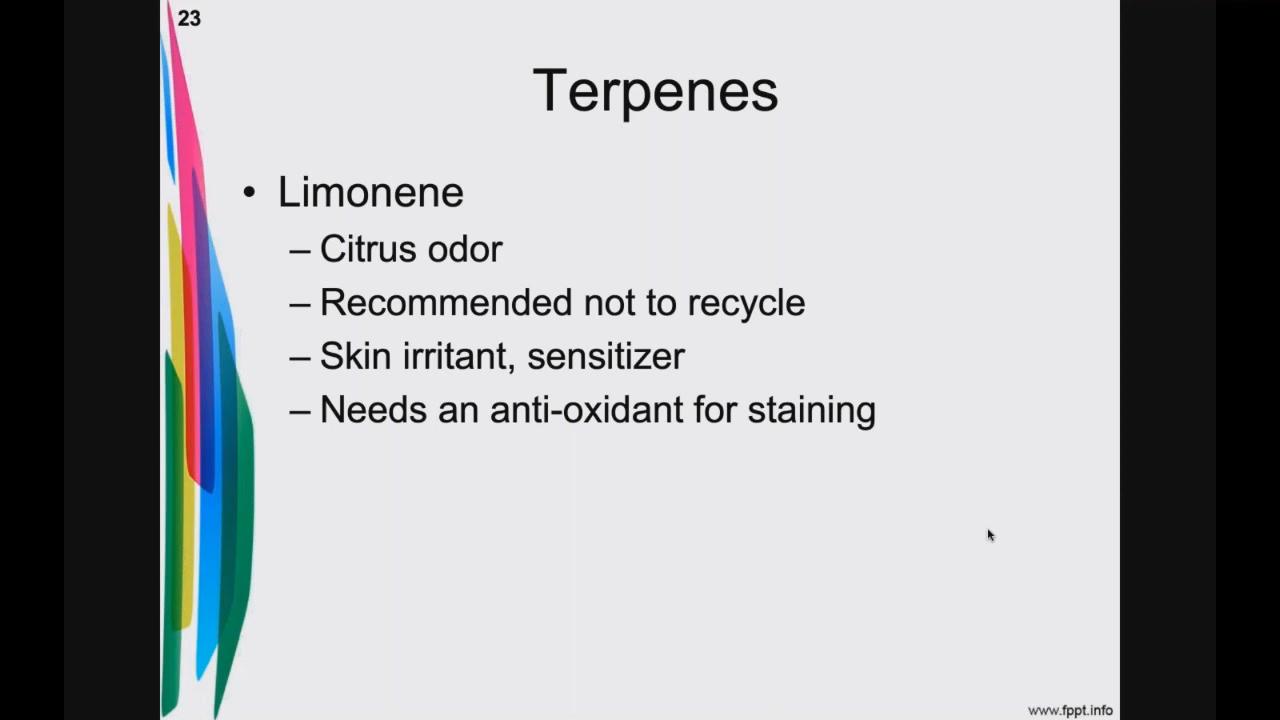 23
Terpenes
• Limonene
– Citrus odor
– Recommended not to recycle
– Skin irritant, sensitizer
– Needs an anti-oxidant for staining
www.fppt.info